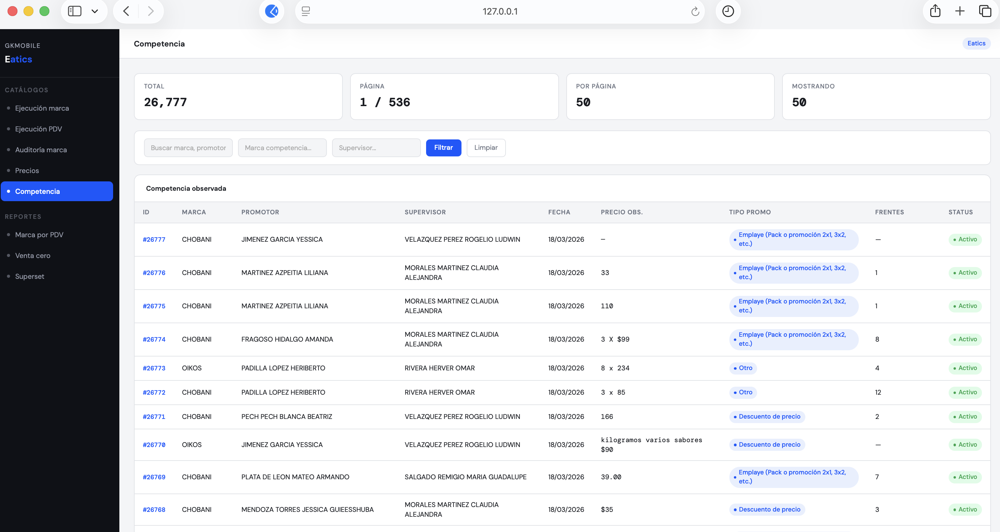 127.0.0.1
GKMOBILE
Eatics
CATÁLOGOS
Ejecución marca
Ejecución PDV
Auditoría marca
Precios
Competencia
REPORTES
Marca por PDV
Venta cero
Superset
Competencia
Eatics
TOTAL
26,777
PÁGINA
1 / 536
POR PÁGINA
50
MOSTRANDO
50
Buscar marca, promotor
Marca competencia...
Supervisor...
Filtrar
Limpiar
Competencia observada
ID MARCA PROMOTOR SUPERVISOR FECHA PRECIO OBS. TIPO PROMO FRENTES STATUS
#26777 CHOBANI JIMENEZ GARCIA YESSICA VELAZQUEZ PEREZ ROGELIO LUDWIN 18/03/2026 — Emplaye (Pack o promoción 2x1, 3x2,
etc.) — Activo
#26776 CHOBANI MARTINEZ AZPEITIA LILIANA MORALES MARTINEZ CLAUDIA
ALEJANDRA 18/03/2026 33 Emplaye (Pack o promoción 2x1, 3x2,
etc.) 1 Activo
#26775 CHOBANI MARTINEZ AZPEITIA LILIANA MORALES MARTINEZ CLAUDIA
ALEJANDRA 18/03/2026 110 Emplaye (Pack o promoción 2x1, 3x2,
etc.) 1 Activo
#26774 CHOBANI FRAGOSO HIDALGO AMANDA MORALES MARTINEZ CLAUDIA
ALEJANDRA 18/03/2026 3 X $99 Emplaye (Pack o promoción 2x1, 3x2,
etc.) 8 Activo
#26773 OIKOS PADILLA LOPEZ HERIBERTO RIVERA HERVER OMAR 18/03/2026 8 x 234 Otro 4 Activo
#26772 CHOBANI PADILLA LOPEZ HERIBERTO RIVERA HERVER OMAR 18/03/2026 3 x 85 Otro 12 Activo
#26771 CHOBANI PECH PECH BLANCA BEATRIZ VELAZQUEZ PEREZ ROGELIO LUDWIN 18/03/2026 166 Descuento de precio 2 Activo
#26770 OIKOS JIMENEZ GARCIA YESSICA VELAZQUEZ PEREZ ROGELIO LUDWIN 18/03/2026 kilogramos varios sabores
$90 Descuento de precio — Activo
#26769 CHOBANI PLATA DE LEON MATEO ARMANDO SALGADO REMIGIO MARIA GUADALUPE 18/03/2026 39.00 Emplaye (Pack o promoción 2x1, 3x2,
etc.) 7 Activo
#26768 CHOBANI MENDOZA TORRES JESSICA GUIEESSHUBA MORALES MARTINEZ CLAUDIA
ALEJANDRA 18/03/2026 $35 Descuento de precio 3 Activo